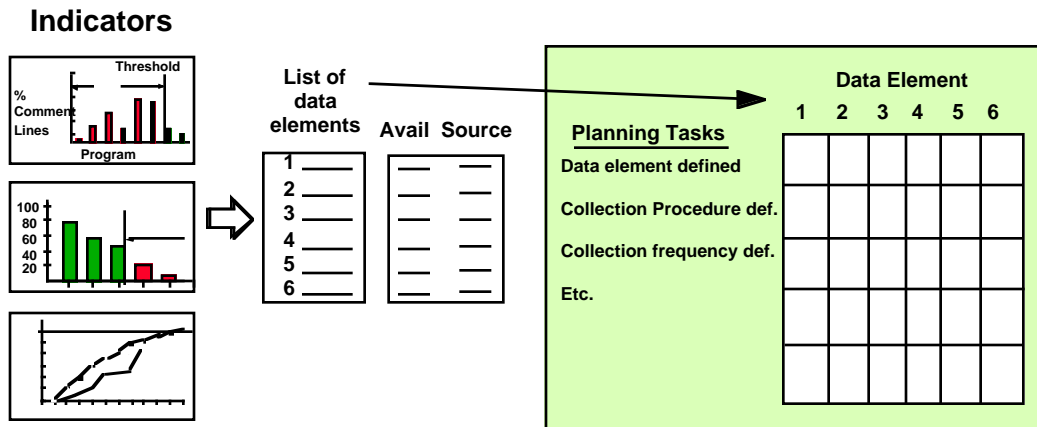 Indicators
Threshold
%
Comment
Lines
Program
100
80
60
40
20
List of
data
elements
Avail Source
1
2
3
4
5
6
Data Element
1 2 3 4 5 6
Planning Tasks
Data element defined
Collection Procedure def.
Collection frequency def.
Etc.